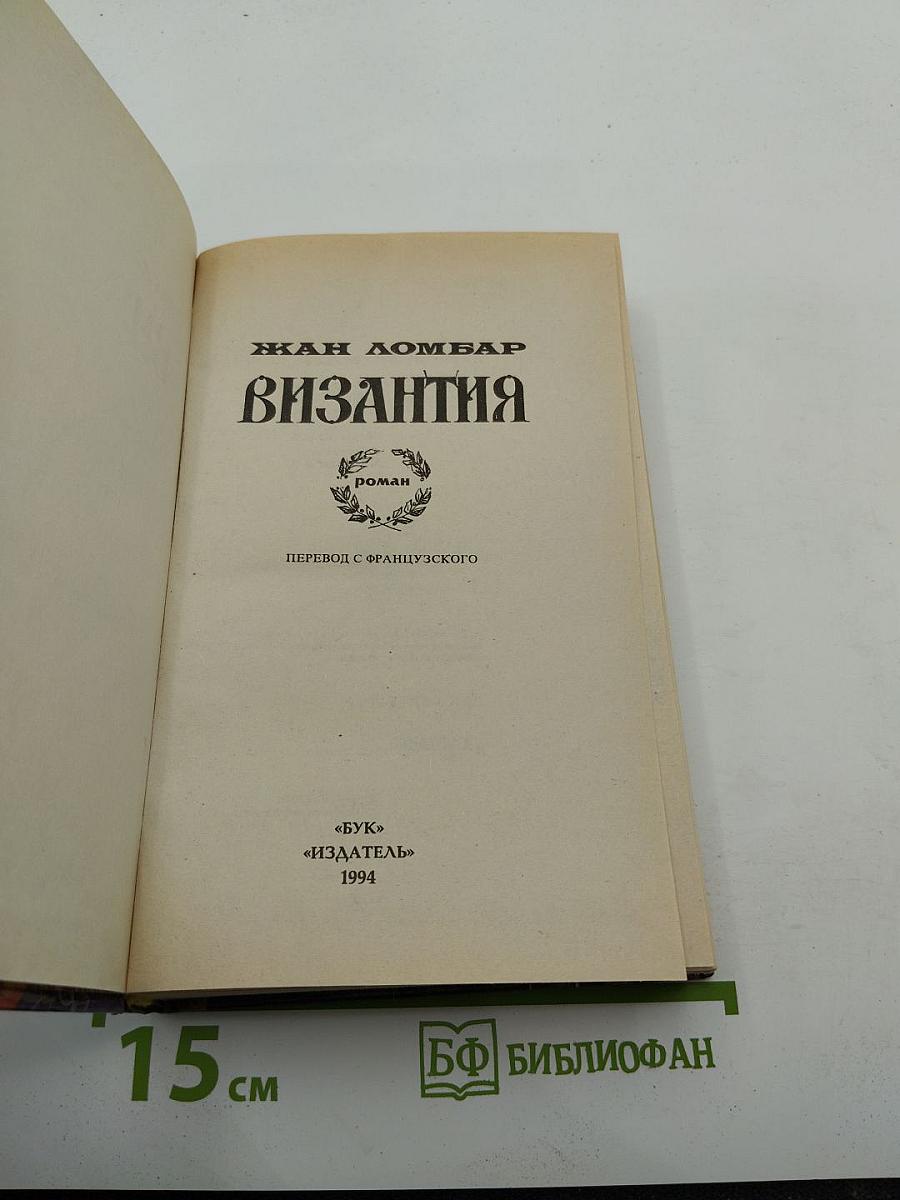 ЖАН ЛОМБАР
ВИЗАНТИЯ
роман
ПЕРЕВОД С ФРАНЦУЗСКОГО
«БУК»
«ИЗДАТЕЛЬ»
1994
15 см
БФ БИБЛИОФАН